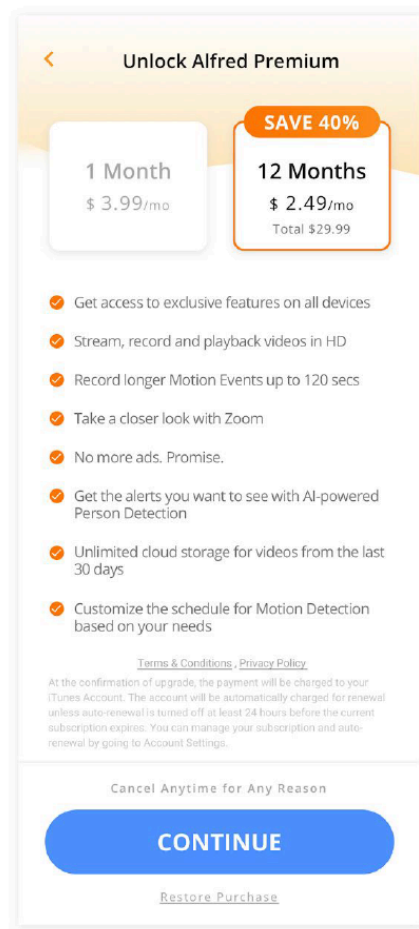 Unlock Alfred Premium
SAVE 40%
1 Month
$ 3.99/mo
12 Months
$ 2.49/mo
Total $29.99
Get access to exclusive features on all devices
Stream, record and playback videos in HD
Record longer Motion Events up to 120 secs
Take a closer look with Zoom
No more ads. Promise.
Get the alerts you want to see with AI-powered
Person Detection
Unlimited cloud storage for videos from the last
30 days
Customize the schedule for Motion Detection
based on your needs
Terms & Conditions , Privacy Policy
At the confirmation of upgrade, the payment will be charged to your
iTunes Account. The account will be automatically charged for renewal
unless auto-renewal is turned off at least 24 hours before the current
subscription expires. You can manage your subscription and auto-
renewal by going to Account Settings.
Cancel Anytime for Any Reason
CONTINUE
Restore Purchase